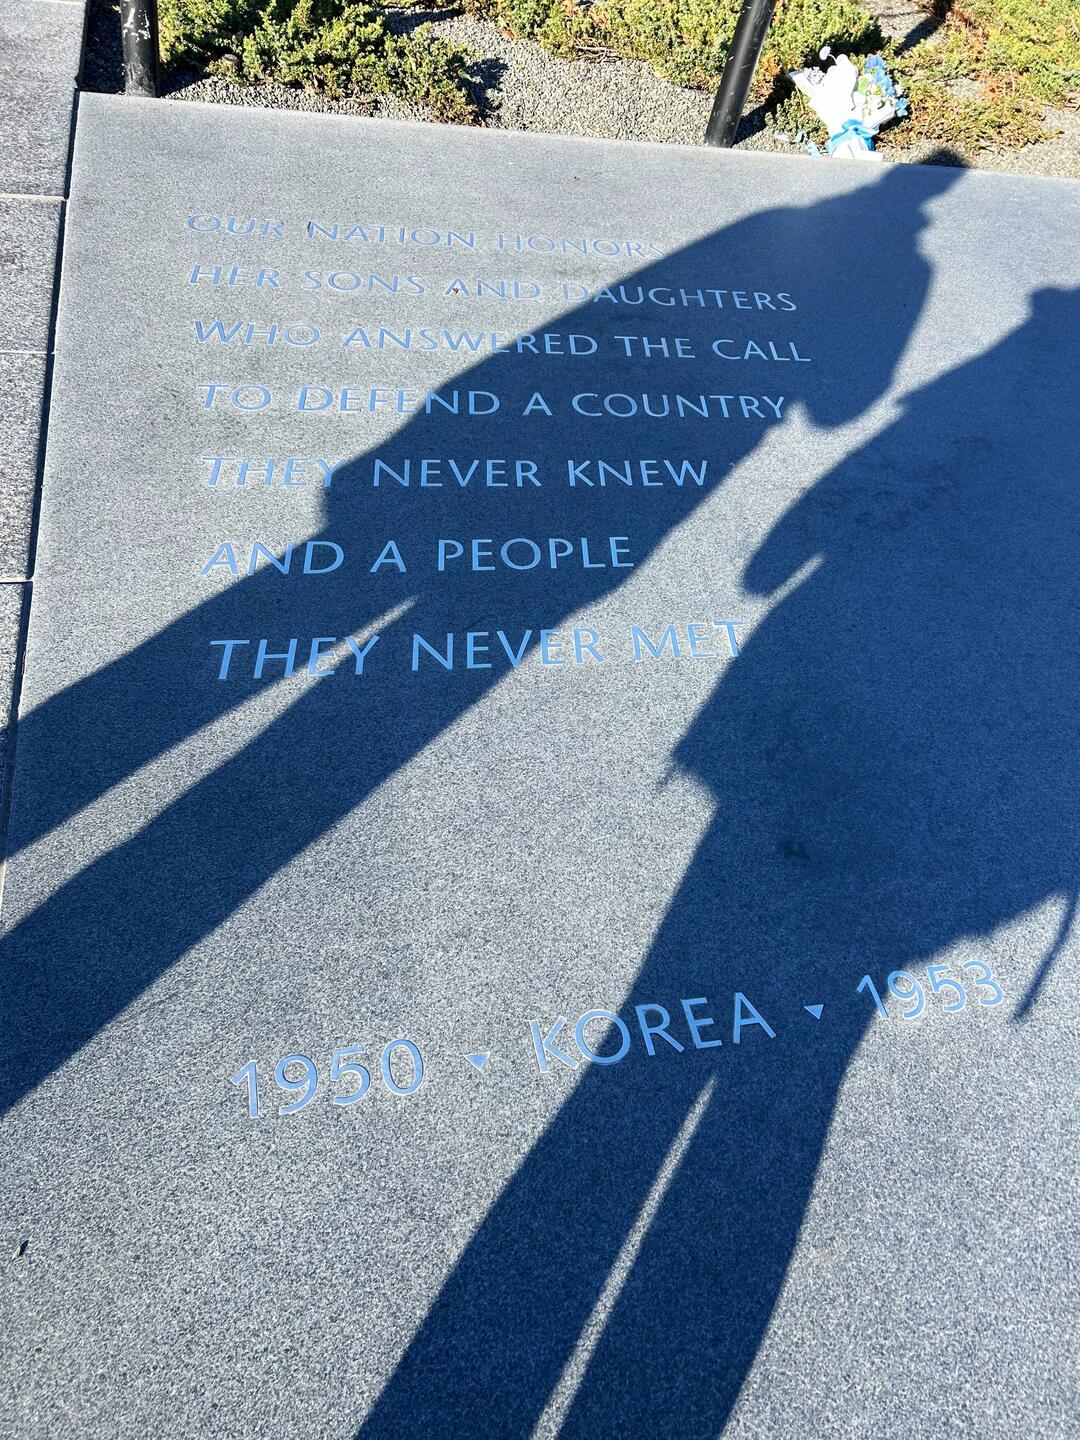 OUR NATION HONORS
HER SONS AND DAUGHTERS
WHO ANSWERED THE CALL
TO DEFEND A COUNTRY
THEY NEVER KNEW
AND A PEOPLE
THEY NEVER MET
1950 ▾ KOREA ▾ 1953